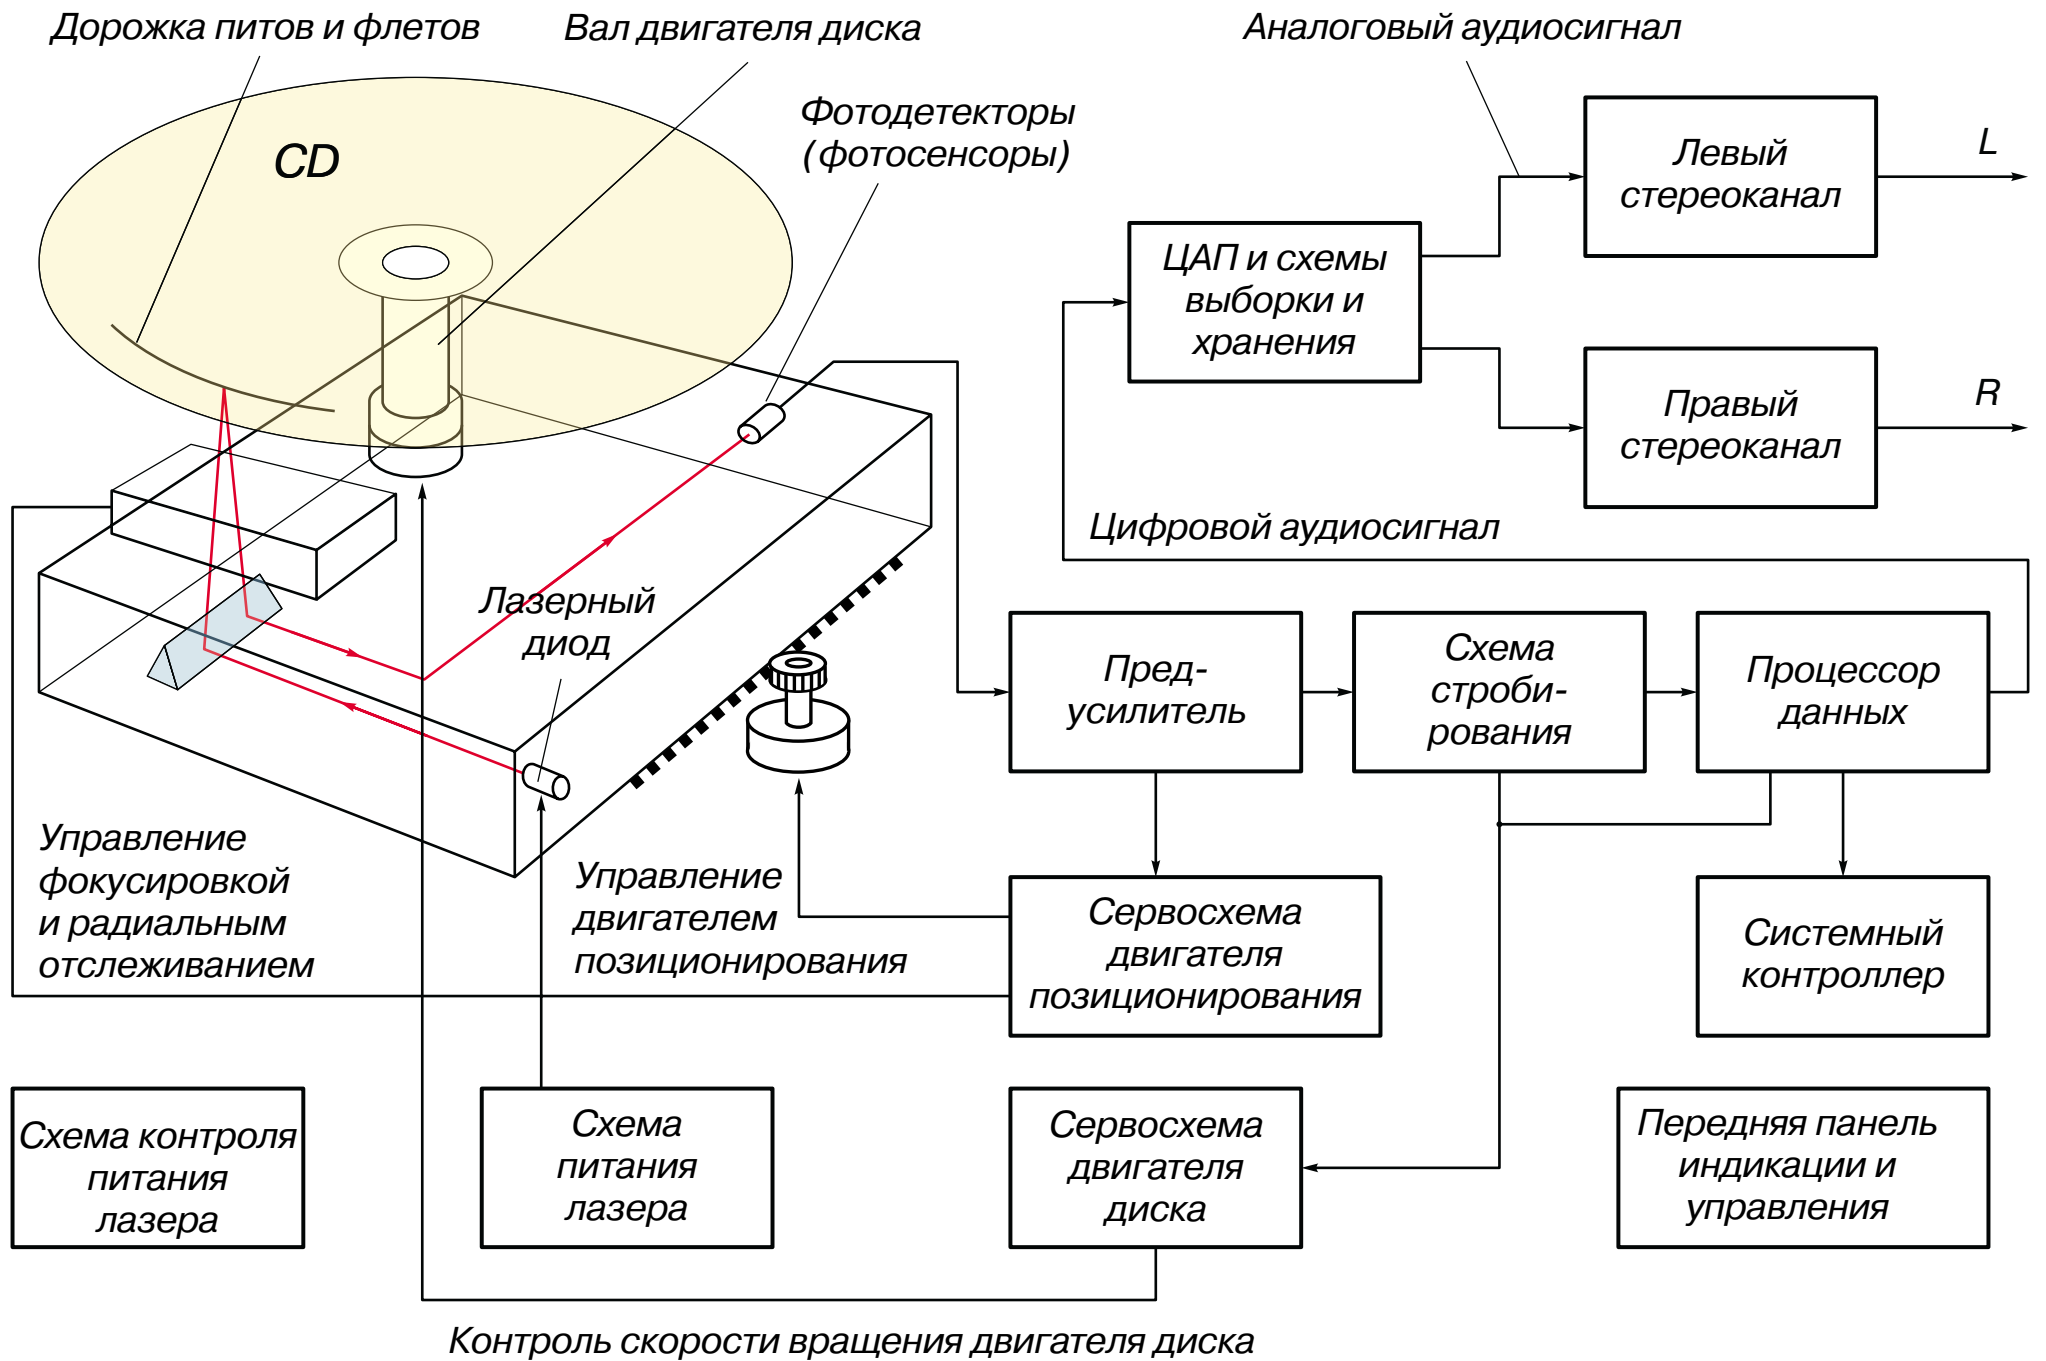 Дорожка питов и флетов
Вал двигателя диска
Аналоговый аудиосигнал
Фотодетекторы
(фотосенсоры)
CD
Левый
стереоканал
L
ЦАП и схемы
выборки и
хранения
Правый
стереоканал
R
Цифровой аудиосигнал
Лазерный
диод
Пред-
усилитель
Схема
строби-
рования
Процессор
данных
Управление
фокусировкой
и радиальным
отслеживанием
Управление
двигателем
позиционирования
Сервосхема
двигателя
позиционирования
Системный
контроллер
Схема контроля
питания
лазера
Схема
питания
лазера
Сервосхема
двигателя
диска
Передняя панель
индикации и
управления
Контроль скорости вращения двигателя диска